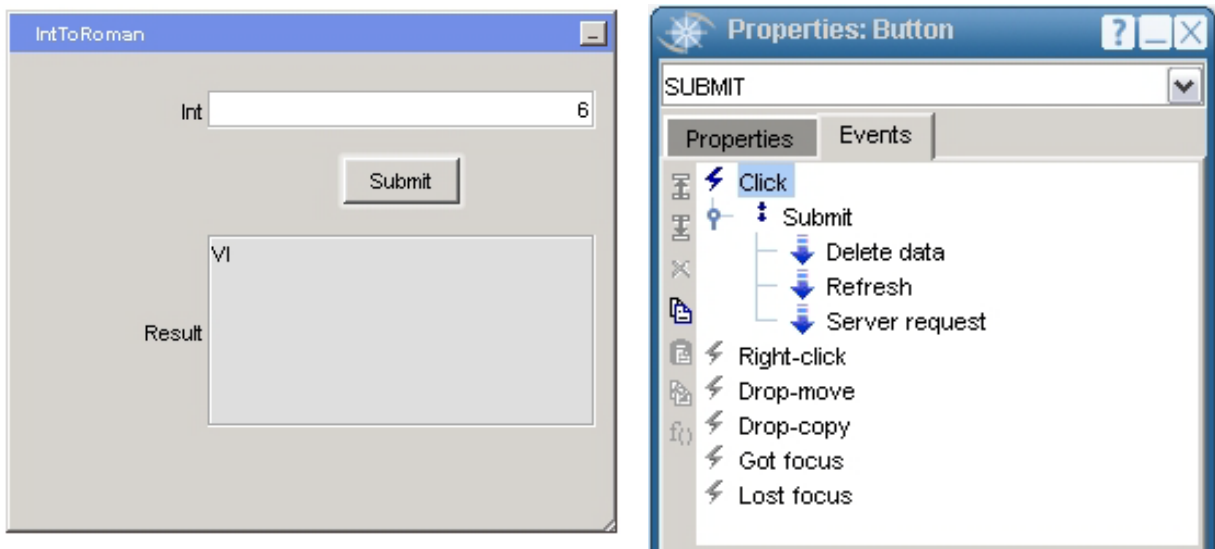 IntToRoman
Int 6
Submit
VI
Result
Properties: Button
SUBMIT
Properties Events
Click
Submit
Delete data
Refresh
Server request
Right-click
Drop-move
Drop-copy
f()
Got focus
Lost focus